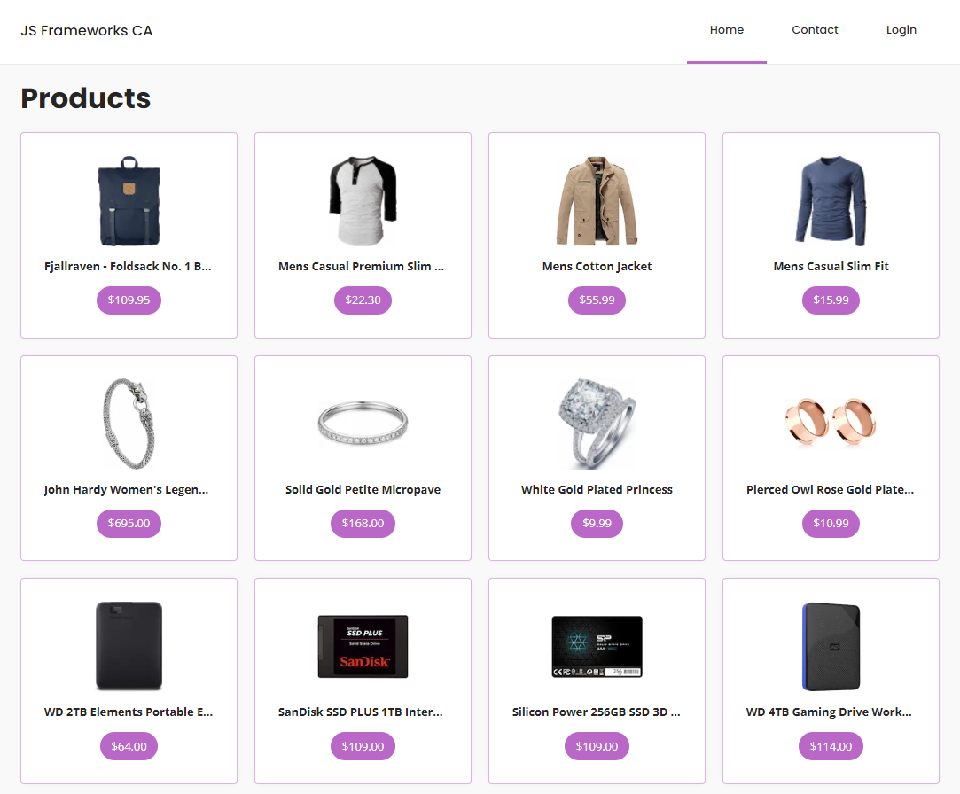 JS Frameworks CA
Home
Contact
Login
Products
Fjallraven - Foldsack No. 1 B...
$109.95
Mens Casual Premium Slim ...
$22.30
Mens Cotton Jacket
$55.99
Mens Casual Slim Fit
$15.99
John Hardy Women's Legen...
$695.00
Solid Gold Petite Micropave
$168.00
White Gold Plated Princess
$9.99
Pierced Owl Rose Gold Plate...
$10.99
WD 2TB Elements Portable E...
$64.00
SSD PLUS
Solid State Drive
SanDisk
SanDisk SSD PLUS 1TB Inter...
$109.00
SP
Silicon Power 256GB SSD 3D ...
$109.00
WD 4TB Gaming Drive Work...
$114.00